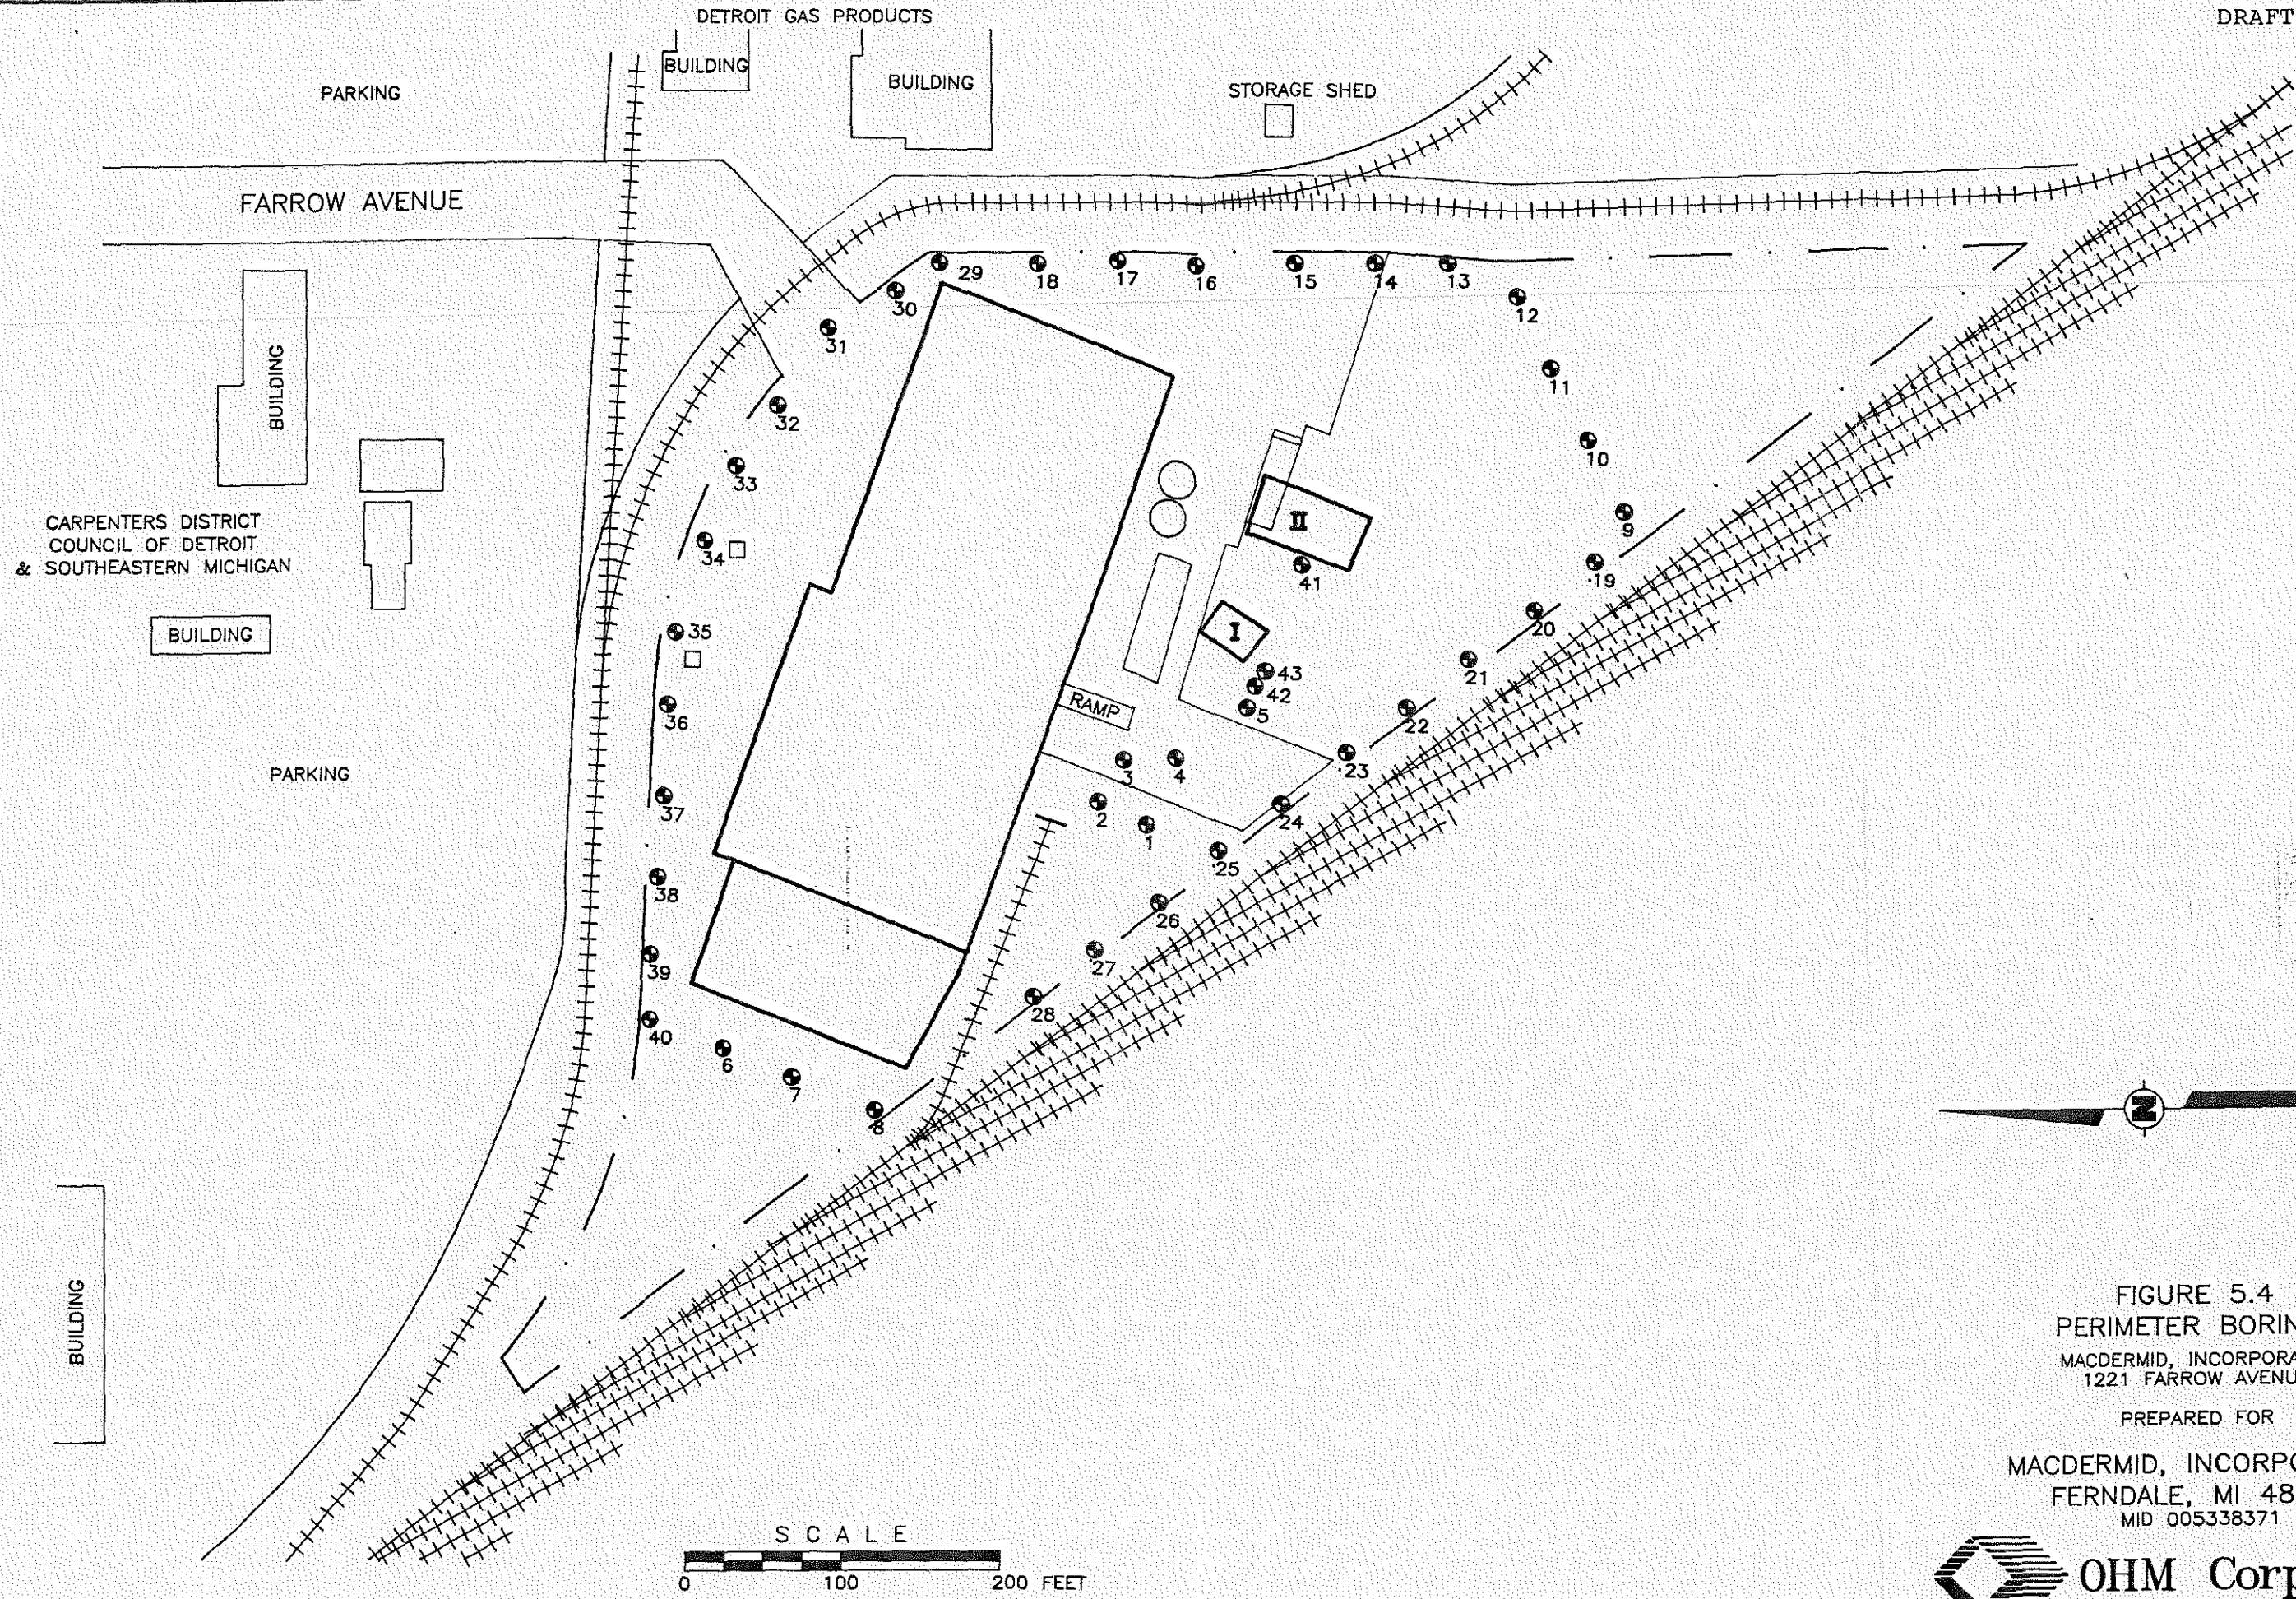 DETROIT GAS PRODUCTS
DRAFT
BUILDING
BUILDING
PARKING
STORAGE SHED
FARROW AVENUE
29
18
17
16
15
14
13
30
12
31
BUILDING
11
32
10
33
CARPENTERS DISTRICT
COUNCIL OF DETROIT
& SOUTHEASTERN MICHIGAN
II
9
34
41
19
BUILDING
35
I
20
43
21
42
36
RAMP
5
22
PARKING
3
4
23
37
2
1
24
25
38
26
39
27
28
40
6
7
8
N
BUILDING
FIGURE 5.4
PERIMETER BORIN
MACDERMID, INCORPORA
1221 FARROW AVENU
PREPARED FOR
MACDERMID, INCORPO
FERNDALE, MI 48
MID 005338371
SCALE
0 100 200 FEET
OHM Corp